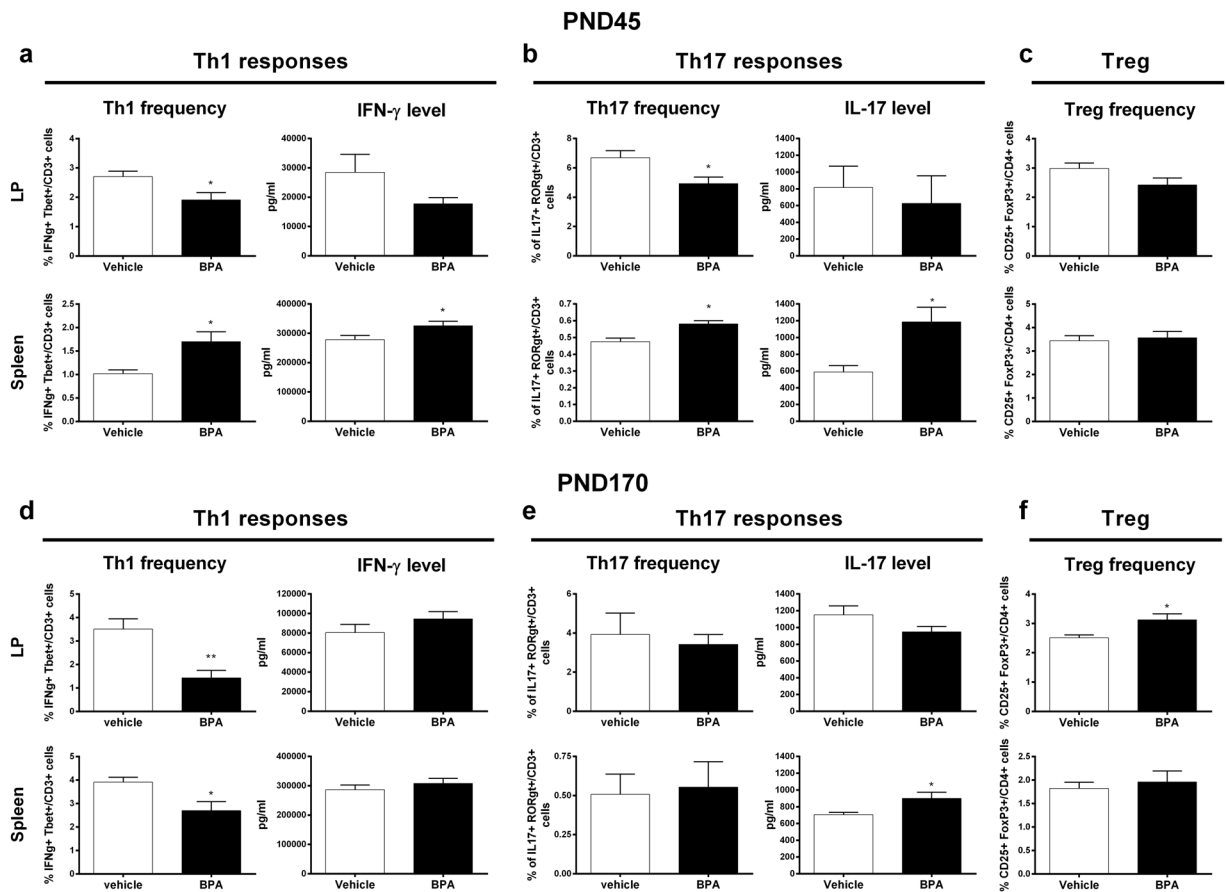 PND45
a
Th1 responses
b
Th17 responses
c
Treg
Th1 frequency
IFN-γ level
Th17 frequency
IL-17 level
Treg frequency
LP
% IFNg+ Tbet+/CD3+ cells
4
3
2
1
0
*
Vehicle
BPA
pg/ml
40000
30000
20000
10000
0
Vehicle
BPA
% of IL17+ RORgt+/CD3+
cells
8
6
4
2
0
*
Vehicle
BPA
pg/ml
1400
1200
1000
800
600
400
200
0
Vehicle
BPA
% CD25+ FoxP3+/CD4+ cells
4
3
2
1
0
Vehicle
BPA
Spleen
% IFNg+ Tbet+/CD3+ cells
2.5
2.0
1.5
1.0
0.5
0.0
*
Vehicle
BPA
pg/ml
400000
300000
200000
100000
0
*
Vehicle
BPA
% of IL17+ RORgt+/CD3+
cells
0.7
0.6
0.5
0.4
0.3
0.2
0.1
0.0
*
Vehicle
BPA
pg/ml
1400
1200
1000
800
600
400
200
0
*
Vehicle
BPA
% CD25+ FoxP3+/CD4+ cells
5
4
3
2
1
0
Vehicle
BPA
PND170
d
Th1 responses
e
Th17 responses
f
Treg
Th1 frequency
IFN-γ level
Th17 frequency
IL-17 level
Treg frequency
LP
% IFNg+ Tbet+/CD3+ cells
5
4
3
2
1
0
**
vehicle
BPA
pg/ml
120000
100000
80000
60000
40000
20000
0
Vehicle
BPA
% of IL17+ RORgt+/CD3+
cells
6
4
2
0
Vehicle
BPA
pg/ml
1400
1200
1000
800
600
400
200
0
Vehicle
BPA
% CD25+ FoxP3+/CD4+ cells
4
3
2
1
0
*
Vehicle
BPA
Spleen
% IFNg+ Tbet+/CD3+ cells
5
4
3
2
1
0
*
vehicle
BPA
pg/ml
400000
300000
200000
100000
0
Vehicle
BPA
% of IL17+ RORgt+/CD3+
cells
0.75
0.50
0.25
0.00
Vehicle
BPA
pg/ml
1400
1200
1000
800
600
400
200
0
*
Vehicle
BPA
% CD25+ FoxP3+/CD4+ cells
2.5
2.0
1.5
1.0
0.5
0.0
Vehicle
BPA